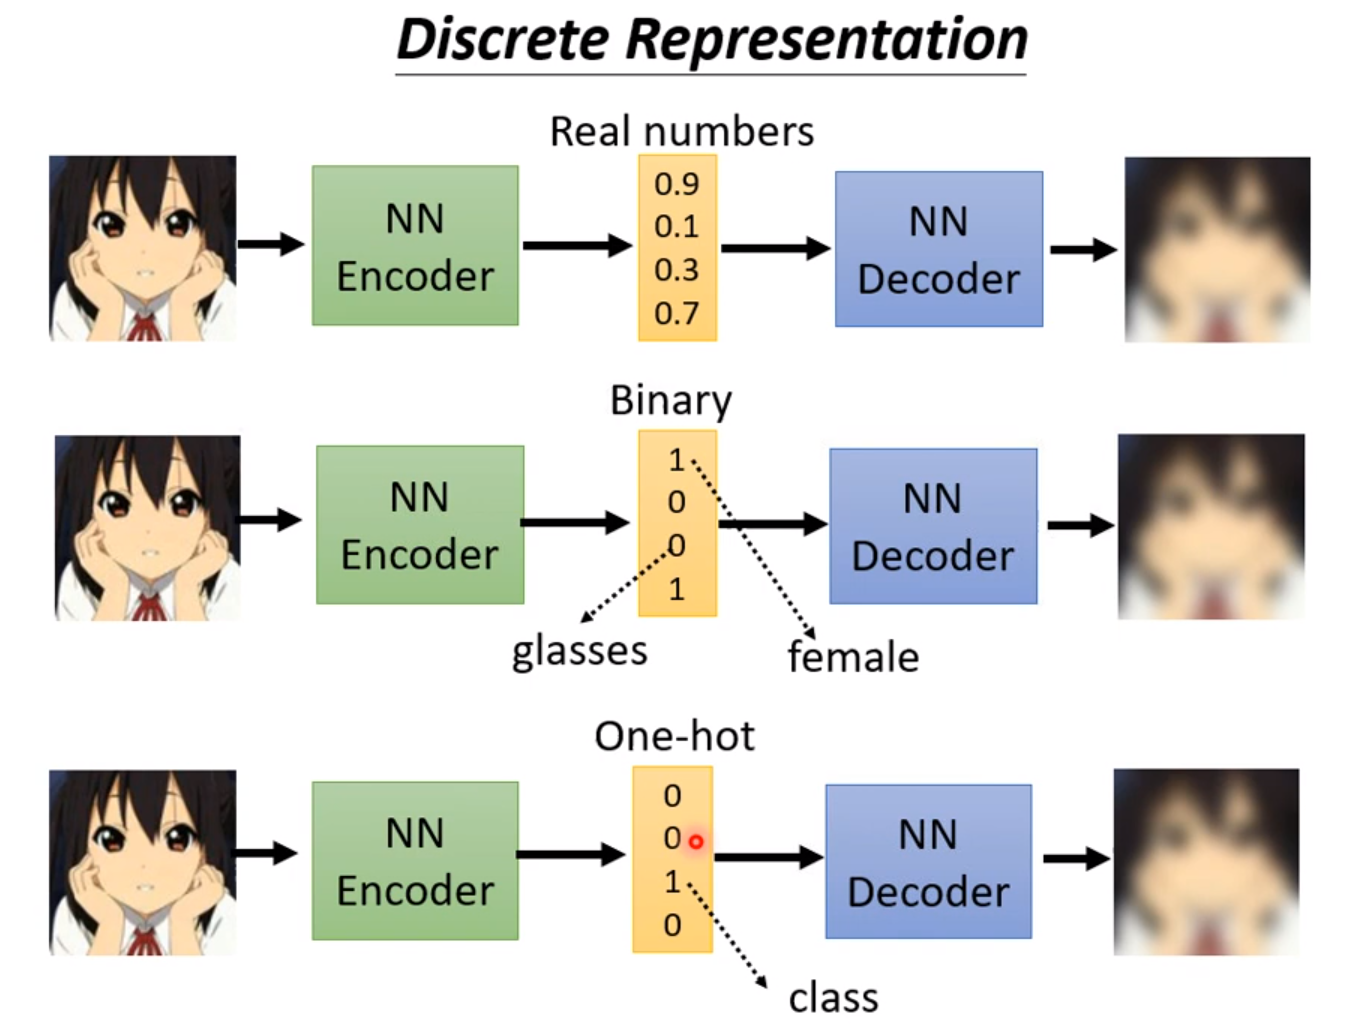 Discrete Representation
Real numbers
NN
Encoder
0.9
0.1
0.3
0.7
NN
Decoder
Binary
NN
Encoder
1
0
0
1
NN
Decoder
glasses
female
One-hot
NN
Encoder
0
0
1
0
NN
Decoder
class